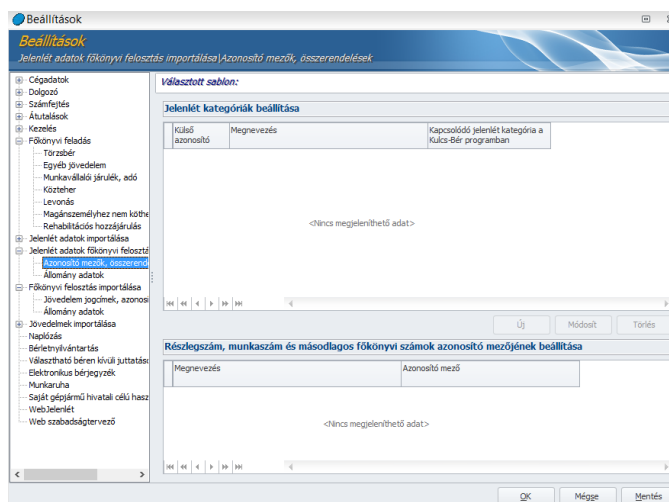 Beállítások
Beállítások
Jelenlét adatok főkönyvi felosztás importálása\Azonosító mezők, összerendelések
Cégadatok
Dolgozó
Számfejtés
Átutalások
Kezelés
Főkönyvi feladás
Törzsbér
Egyéb jövedelem
Munkavállalói járulék, adó
Közteher
Levonás
Magánszemélyhez nem köthe
Rehabilitációs hozzájárulás
Jelenlét adatok importálása
Jelenlét adatok főkönyvi felosztá
Azonosító mezők, összerende
Állomány adatok
Főkönyvi felosztás importálása
Jövedelem jogcímek, azonosí
Állomány adatok
Jövedelmek importálása
Naplózás
Bérletnyilvántartás
Választható béren kívüli juttatáso
Elektronikus bérjegyzék
Munkaruha
Saját gépjármű hivatali célú hasz
WebJelenlét
Web szabadságtervező
Választott sablon:
Jelenlét kategóriák beállítása
Külső azonosító Megnevezés Kapcsolódó jelenlét kategória a Kulcs-Bér programban
<Nincs megjeleníthető adat>
Új Módosít Törlés
Részlegszám, munkaszám és másodlagos főkönyvi számok azonosító mezőjének beállítása
Megnevezés Azonosító mező
<Nincs megjeleníthető adat>
OK Mégse Mentés